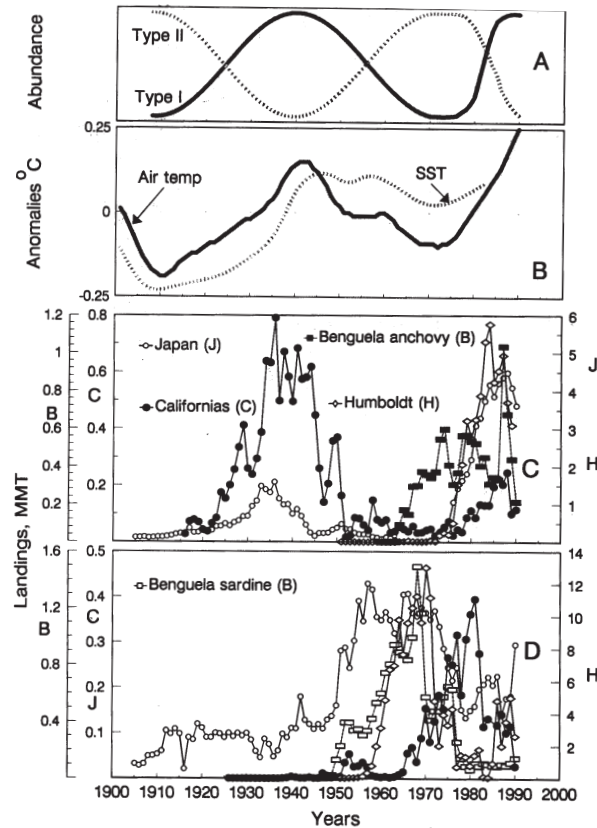 Abundance
Type II
Type I
A
0.25
0
-0.25
Anomalies °C
Air temp
SST
B
1.2
1
0.8
0.6
0.4
0.2
B
0.8
0.6
0.4
0.2
C
Japan (J)
Benguela anchovy (B)
Californias (C)
Humboldt (H)
C
6
5
4
3
2
1
J
H
Landings, MMT
1.6
1.2
0.8
0.4
B
0.5
0.4
0.3
0.2
0.1
C
J
Benguela sardine (B)
D
14
12
10
8
6
4
2
H
1900 1910 1920 1930 1940 1950 1960 1970 1980 1990 2000
Years